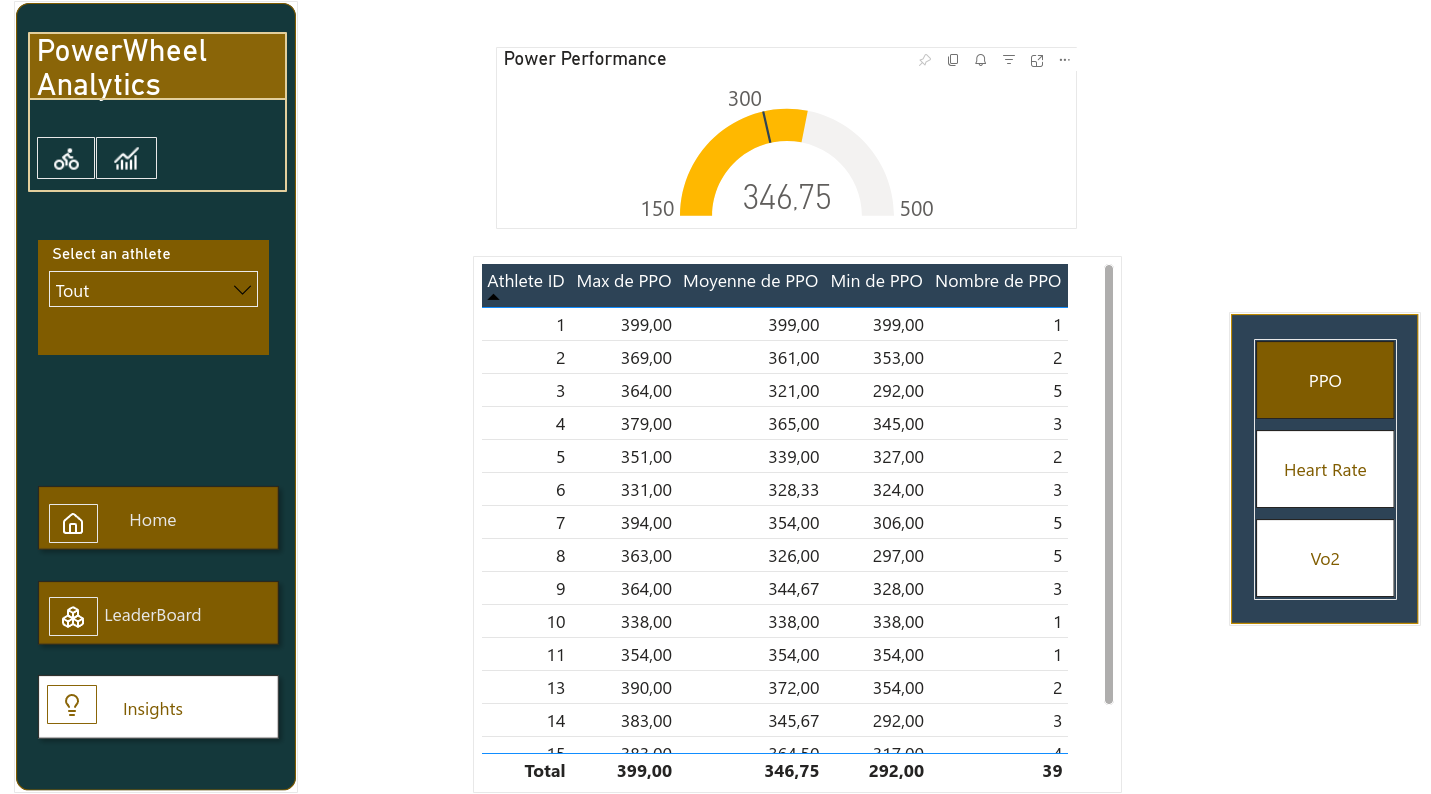 PowerWheel
Analytics
Select an athlete
Tout
Home
LeaderBoard
Insights
Power Performance
300
150
346,75
500
Athlete ID Max de PPO Moyenne de PPO Min de PPO Nombre de PPO
1 399,00 399,00 399,00 1
2 369,00 361,00 353,00 2
3 364,00 321,00 292,00 5
4 379,00 365,00 345,00 3
5 351,00 339,00 327,00 2
6 331,00 328,33 324,00 3
7 394,00 354,00 306,00 5
8 363,00 326,00 297,00 5
9 364,00 344,67 328,00 3
10 338,00 338,00 338,00 1
11 354,00 354,00 354,00 1
13 390,00 372,00 354,00 2
14 383,00 345,67 292,00 3
15 383,00 364,50 317,00 4
Total 399,00 346,75 292,00 39
PPO
Heart Rate
Vo2